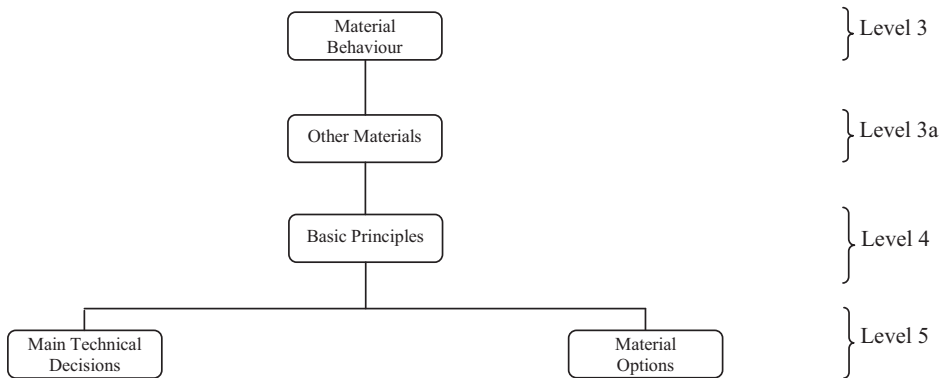 Material
Behaviour
Level 3
Other Materials
Level 3a
Basic Principles
Level 4
Main Technical
Decisions
Material
Options
Level 5